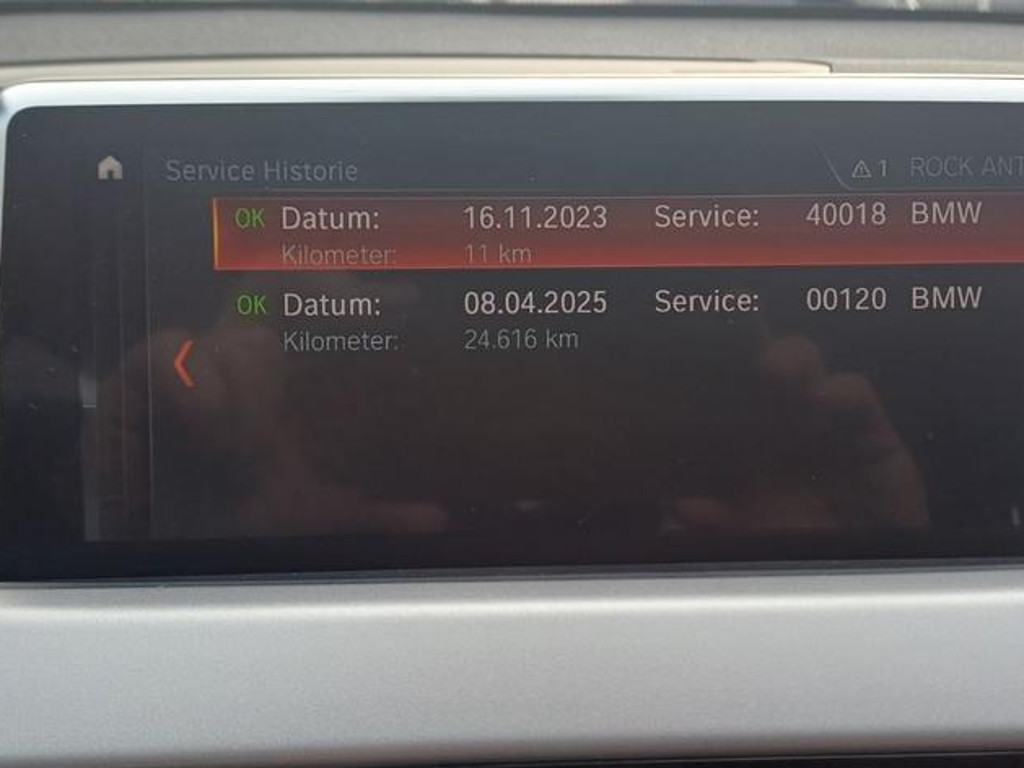 Service Historie 1 ROCK ANT
OK Datum: 16.11.2023 Service: 40018 BMW
Kilometer: 11 km
OK Datum: 08.04.2025 Service: 00120 BMW
Kilometer: 24.616 km